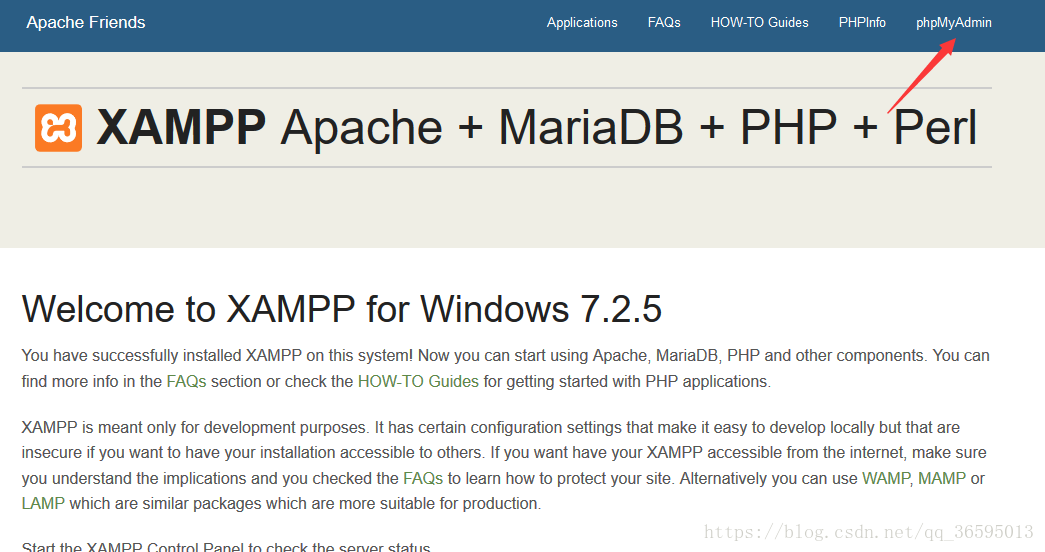 Apache Friends
Applications
FAQs
HOW-TO Guides
PHPInfo
phpMyAdmin
XAMPP Apache + MariaDB + PHP + Perl
Welcome to XAMPP for Windows 7.2.5
You have successfully installed XAMPP on this system! Now you can start using Apache, MariaDB, PHP and other components. You can
find more info in the FAQs section or check the HOW-TO Guides for getting started with PHP applications.
XAMPP is meant only for development purposes. It has certain configuration settings that make it easy to develop locally but that are
insecure if you want to have your installation accessible to others. If you want have your XAMPP accessible from the internet, make sure
you understand the implications and you checked the FAQs to learn how to protect your site. Alternatively you can use WAMP, MAMP or
LAMP which are similar packages which are more suitable for production.
Start the XAMPP Control Panel to check the server status.
https://blog.csdn.net/qq_36595013